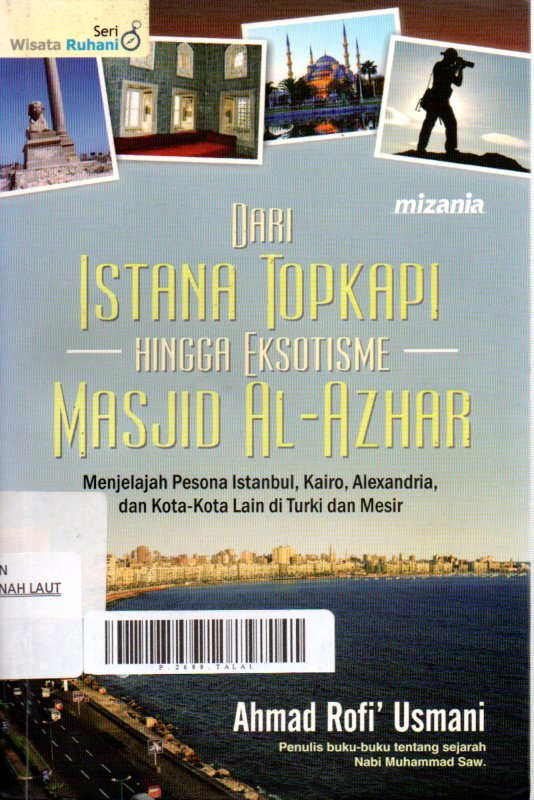 Seri
Wisata Ruhani
mizania
DARI
ISTANA TOPKAPI
HINGGA EKSOTISME
MASJID AL-AZHAR
Menjelajah Pesona Istanbul, Kairo, Alexandria,
dan Kota-Kota Lain di Turki dan Mesir
N
NAH LAUT
P.2688.TALA1
Ahmad Rofi' Usmani
Penulis buku-buku tentang sejarah
Nabi Muhammad Saw.